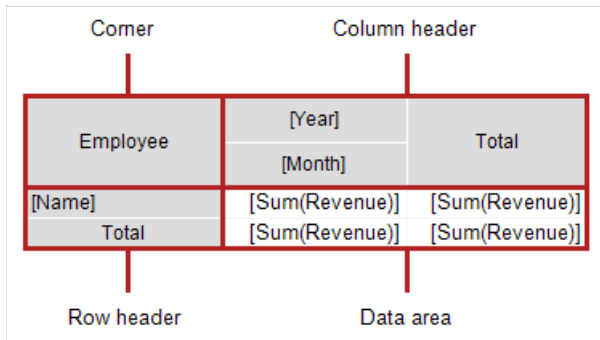 Corner Column header
Employee [Year] Total
[Month]
[Name] [Sum(Revenue)] [Sum(Revenue)]
Total [Sum(Revenue)] [Sum(Revenue)]
Row header Data area